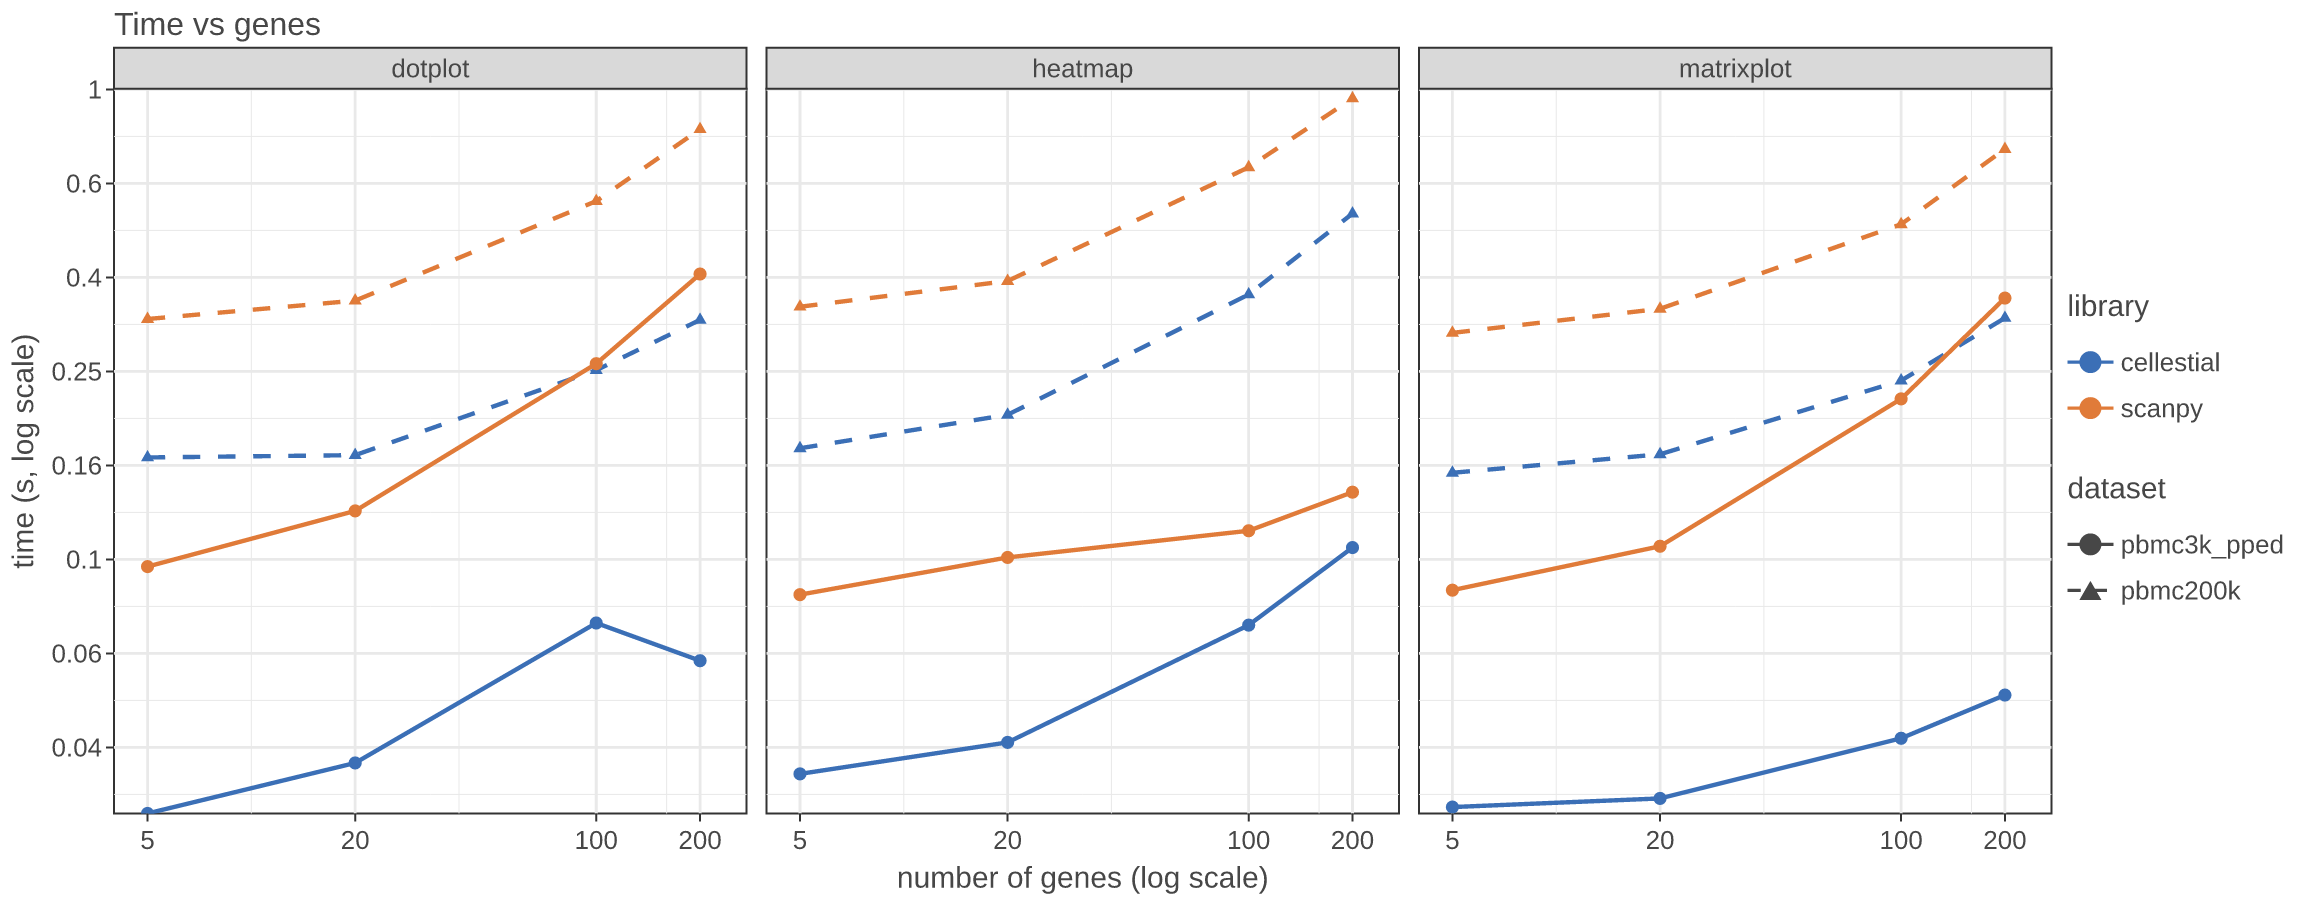 Time vs genes
dotplot
heatmap
matrixplot
time (s, log scale)
1
0.6
0.4
0.25
0.16
0.1
0.06
0.04
5 20 100 200
5 20 100 200
5 20 100 200
number of genes (log scale)
library
cellestial
scanpy
dataset
pbmc3k_pped
pbmc200k